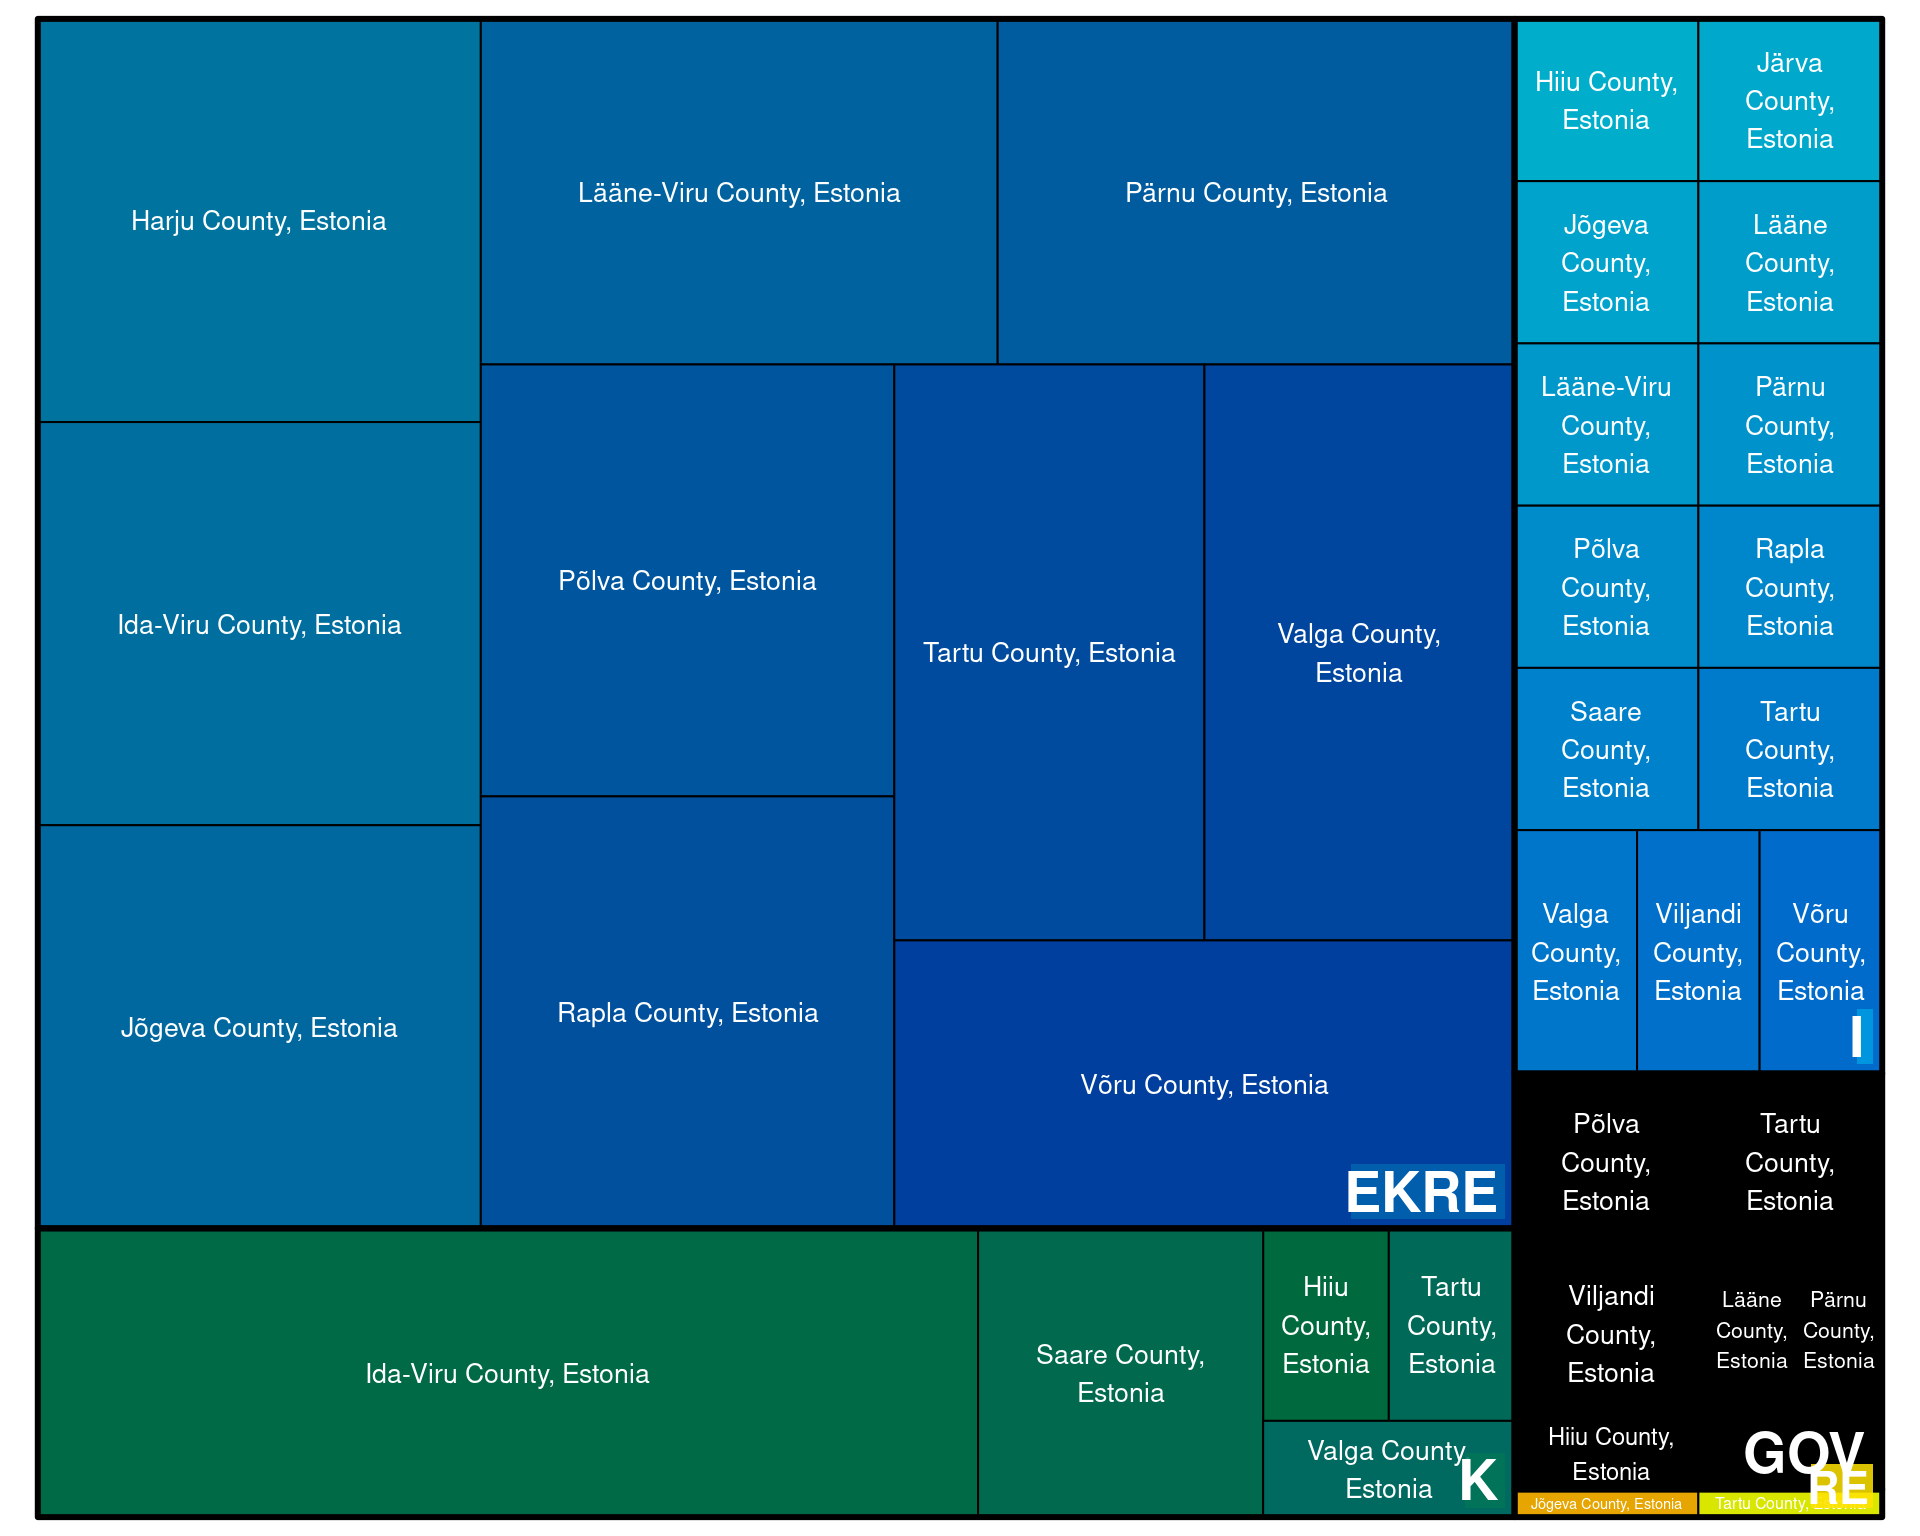 Harju County, Estonia
Ida-Viru County, Estonia
Jõgeva County, Estonia
Lääne-Viru County, Estonia
Pärnu County, Estonia
Põlva County, Estonia
Rapla County, Estonia
Tartu County, Estonia
Valga County,
Estonia
Võru County, Estonia
EKRE
Ida-Viru County, Estonia
Saare County,
Estonia
Hiiu
County,
Estonia
Tartu
County,
Estonia
Valga County,
Estonia
K
Hiiu County,
Estonia
Järva
County,
Estonia
Jõgeva
County,
Estonia
Lääne
County,
Estonia
Lääne-Viru
County,
Estonia
Pärnu
County,
Estonia
Põlva
County,
Estonia
Rapla
County,
Estonia
Saare
County,
Estonia
Tartu
County,
Estonia
Valga
County,
Estonia
Viljandi
County,
Estonia
Võru
County,
Estonia
I
Põlva
County,
Estonia
Tartu
County,
Estonia
Viljandi
County,
Estonia
Lääne
County,
Estonia
Pärnu
County,
Estonia
Hiiu County,
Estonia
GOV
Jõgeva County, Estonia
Tartu County, Estonia
RE